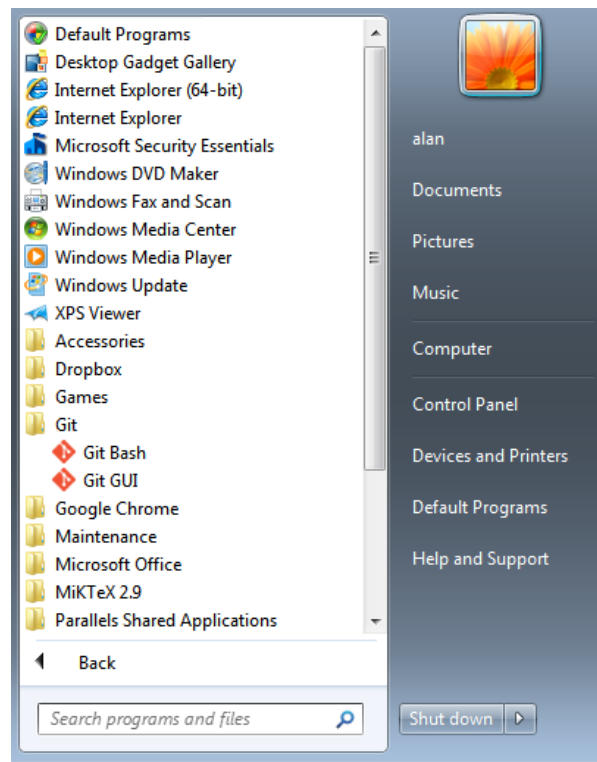 Default Programs
Desktop Gadget Gallery
Internet Explorer (64-bit)
Internet Explorer
Microsoft Security Essentials
Windows DVD Maker
Windows Fax and Scan
Windows Media Center
Windows Media Player
Windows Update
XPS Viewer
Accessories
Dropbox
Games
Git
Git Bash
Git GUI
Google Chrome
Maintenance
Microsoft Office
MiKTeX 2.9
Parallels Shared Applications
Back
Search programs and files
alan
Documents
Pictures
Music
Computer
Control Panel
Devices and Printers
Default Programs
Help and Support
Shut down